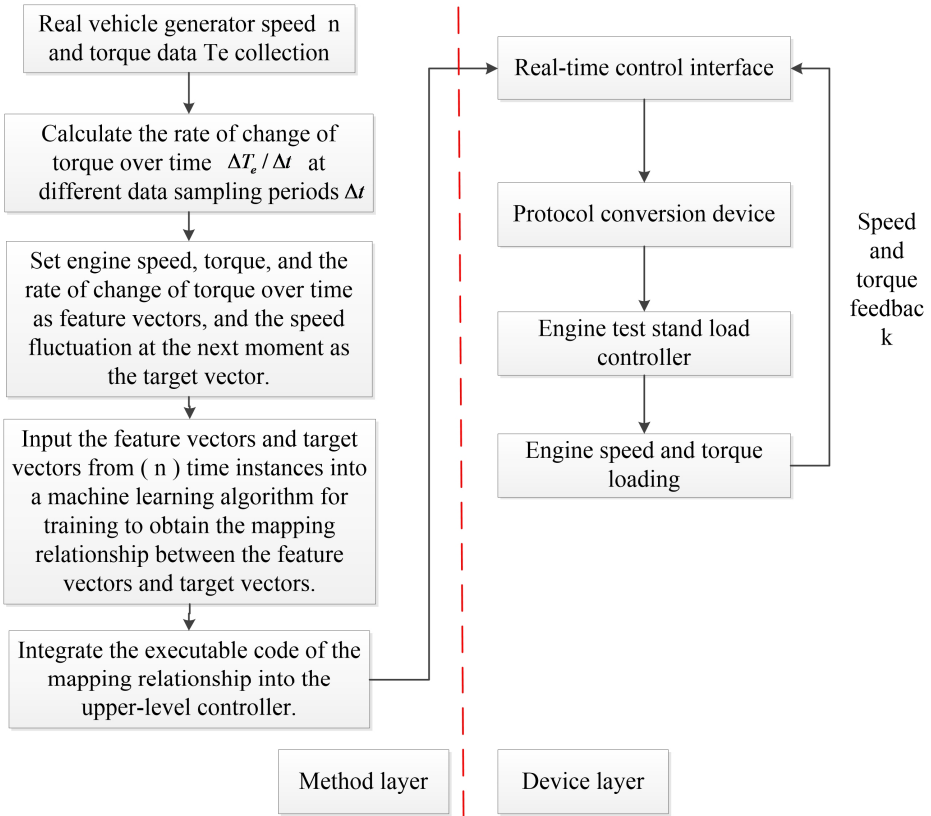 Real vehicle generator speed n
and torque data Te collection
Calculate the rate of change of
torque over time ΔTe / Δt at
different data sampling periods Δt
Set engine speed, torque, and the
rate of change of torque over time
as feature vectors, and the speed
fluctuation at the next moment as
the target vector.
Input the feature vectors and target
vectors from ( n ) time instances into
a machine learning algorithm for
training to obtain the mapping
relationship between the feature
vectors and target vectors.
Integrate the executable code of the
mapping relationship into the
upper-level controller.
Method layer
Real-time control interface
Protocol conversion device
Engine test stand load
controller
Engine speed and torque
loading
Speed
and
torque
feedbac
k
Device layer